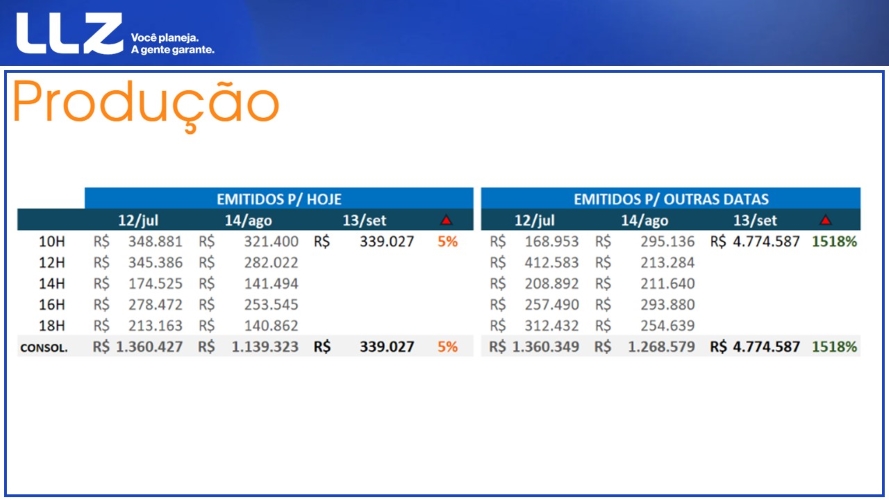 LLZ Você planeja.
A gente garante.
Produção
EMITIDOS P/ HOJE EMITIDOS P/ OUTRAS DATAS
12/jul 14/ago 13/set 12/jul 14/ago 13/set
10H R$ 348.881 R$ 321.400 R$ 339.027 5% R$ 168.953 R$ 295.136 R$ 4.774.587 1518%
12H R$ 345.386 R$ 282.022 R$ 412.583 R$ 213.284
14H R$ 174.525 R$ 141.494 R$ 208.892 R$ 211.640
16H R$ 278.472 R$ 253.545 R$ 257.490 R$ 293.880
18H R$ 213.163 R$ 140.862 R$ 312.432 R$ 254.639
CONSOL. R$ 1.360.427 R$ 1.139.323 R$ 339.027 5% R$ 1.360.349 R$ 1.268.579 R$ 4.774.587 1518%